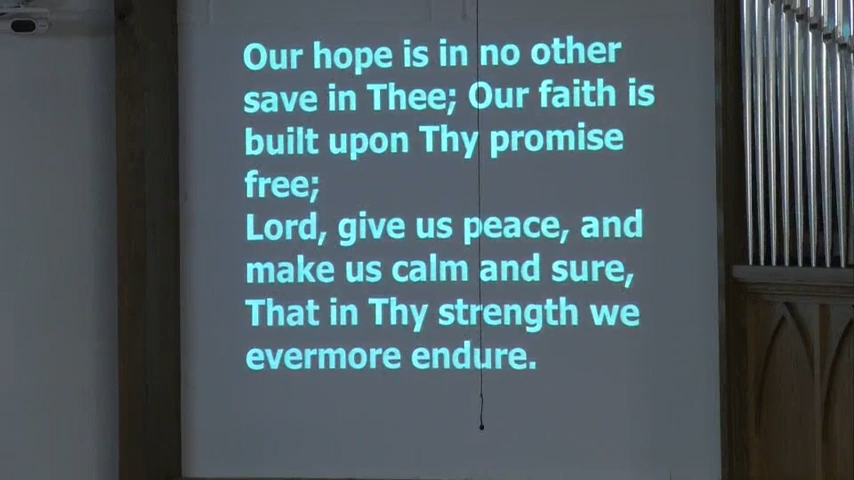 Our hope is in no other
save in Thee; Our faith is
built upon Thy promise
free;
Lord, give us peace, and
make us calm and sure,
That in Thy strength we
evermore endure.